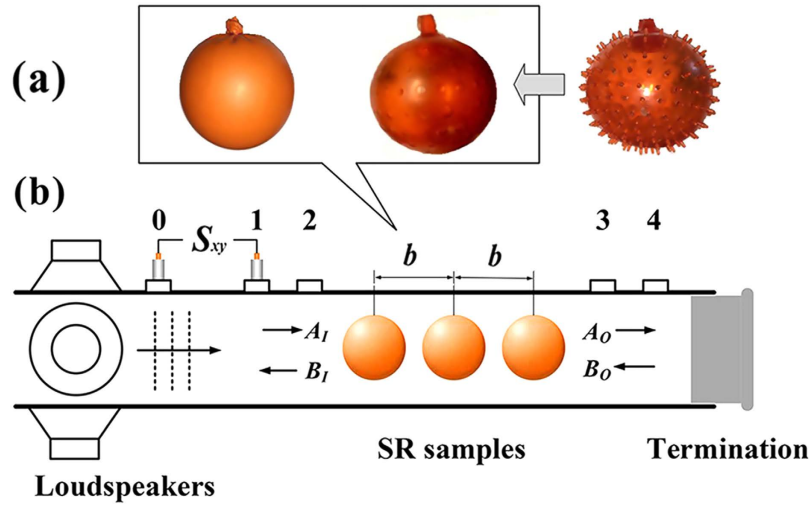 (a)
(b)
0 1 2 3 4
S_xy
b b
A_I A_O
B_I B_O
SR samples Termination
Loudspeakers